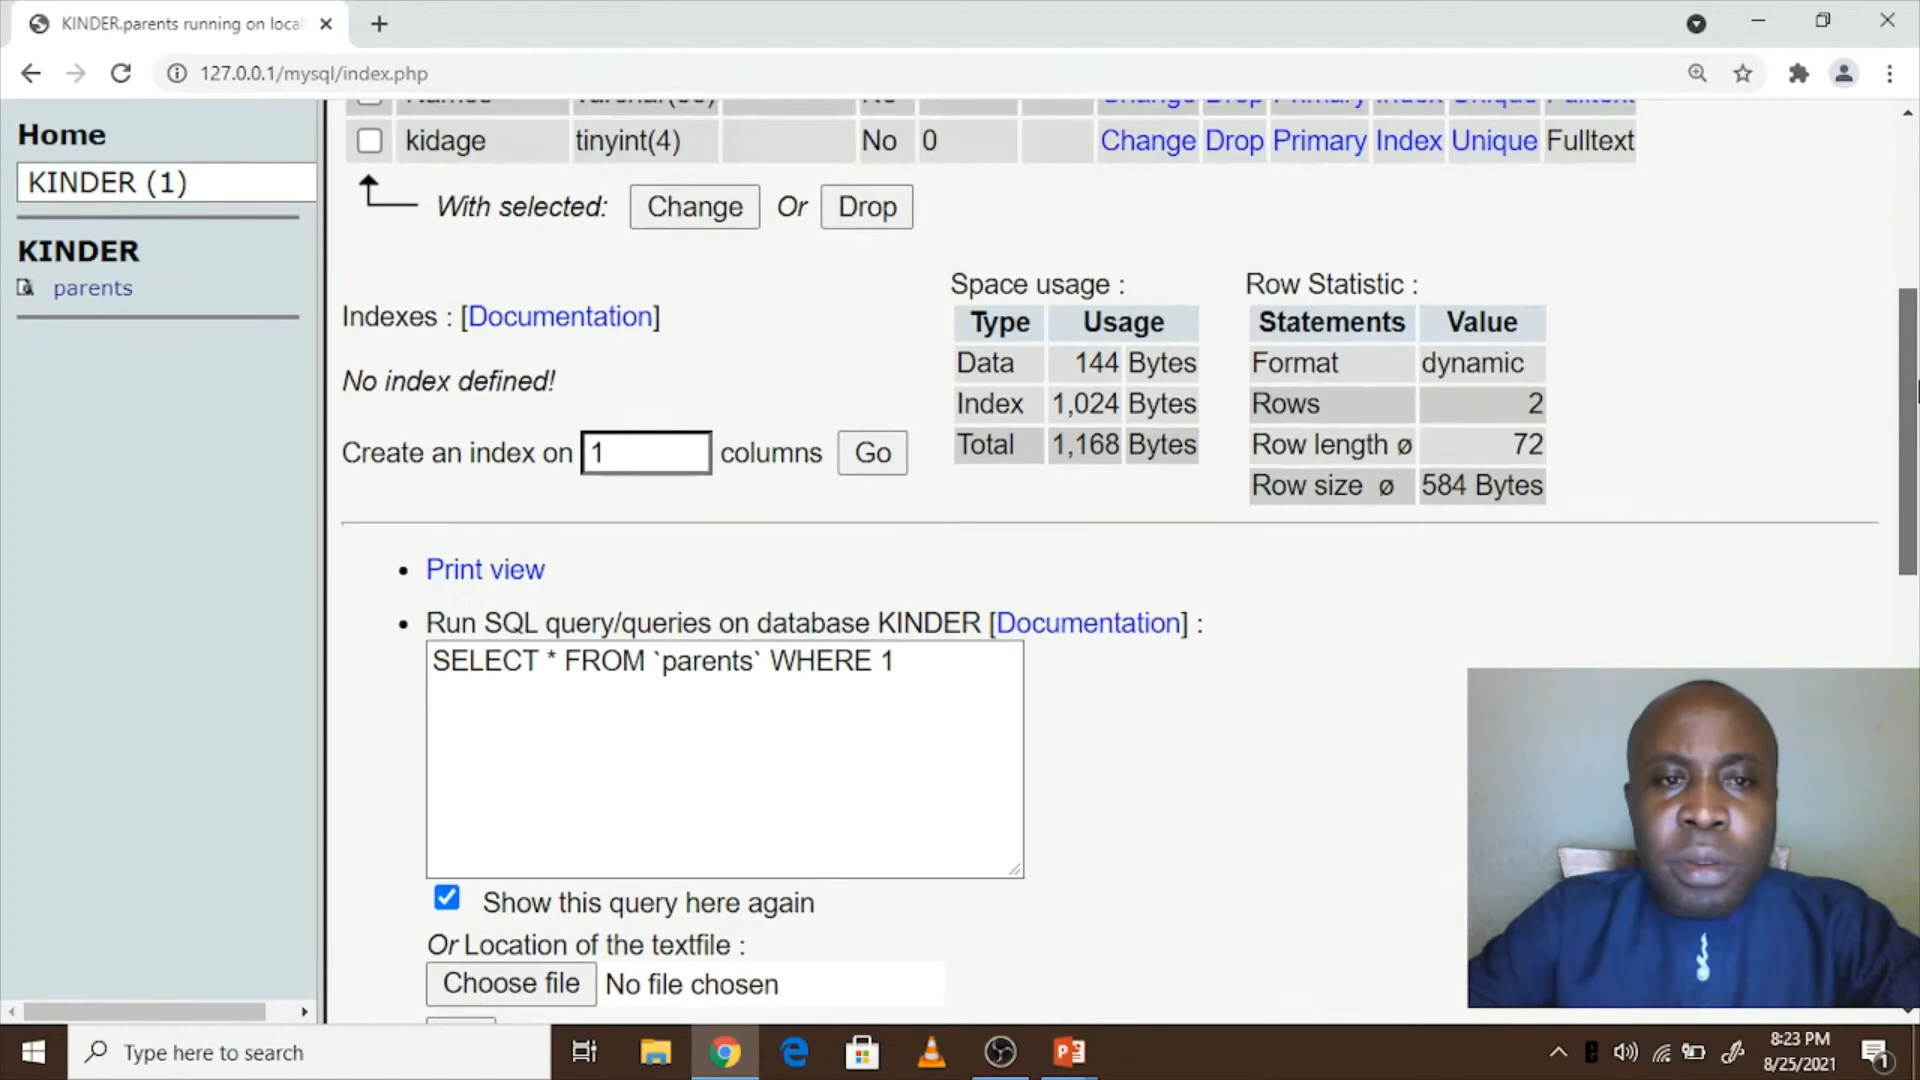 KINDER.parents running on loca
127.0.0.1/mysql/index.php
Home
KINDER (1)
KINDER
parents
kidage tinyint(4) No 0 Change Drop Primary Index Unique Fulltext
With selected: Change Or Drop
Indexes : [Documentation]
No index defined!
Create an index on 1 columns Go
Space usage :
Type Usage
Data 144 Bytes
Index 1,024 Bytes
Total 1,168 Bytes
Row Statistic :
Statements Value
Format dynamic
Rows 2
Row length ø 72
Row size ø 584 Bytes
Print view
Run SQL query/queries on database KINDER [Documentation] :
SELECT * FROM `parents` WHERE 1
Show this query here again
Or Location of the textfile :
Choose file No file chosen
Type here to search
8:23 PM
8/25/2021
1